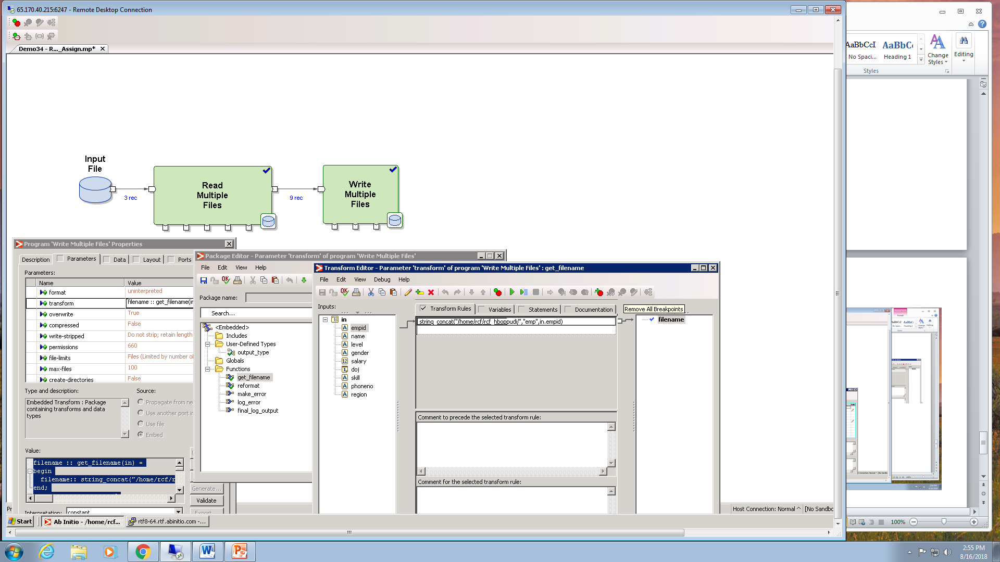 65.170.40.215:6247 - Remote Desktop Connection
Demo34 - R..._Assign.mp*
AaBbCcI
AaBbC
No Spaci...
Heading 1
Change
Styles
Editing
Styles
Input
File
3 rec
Read
Multiple
Files
9 rec
Write
Multiple
Files
Program 'Write Multiple Files' Properties
Description
Parameters
Data
Layout
Ports
Parameters:
Name
Value
format
uninterpreted
transform
filename :: get_filename(in
overwrite
True
compressed
False
write-stripped
Do not strip; retain length
permissions
660
file-limits
Files (Limited by number of
max-files
100
create-directories
False
Type and description:
Embedded Transform : Package
containing transforms and data
types
Source:
Propagate from ne
Use another port in
Use file
Embed
Value:
filename :: get_filename(in) =
begin
filename:: string_concat("/home/rcf/r
end;
Generate...
Validate
Export
Interpretation:
constant
Package Editor - Parameter 'transform' of program 'Write Multiple Files'
File
Edit
View
Help
Package name:
Search...
<Embedded>
Includes
User-Defined Types
output_type
Globals
Functions
get_filename
reformat
make_error
log_error
final_log_output
Transform Editor - Parameter 'transform' of program 'Write Multiple Files' : get_filename
File
Edit
View
Debug
Help
Inputs:
in
empid
name
level
gender
salary
doj
skill
phoneno
region
Transform Rules
Variables
Statements
Documentation
Remove All Breakpoints
string_concat("/home/rcf/rcf_hboppudi/","emp",in.empid)
filename
Comment to precede the selected transform rule:
Comment for the selected transform rule:
Host Connection: Normal ^
[No Sandbo
Start
Ab Initio - /home/rcf...
rtf8-64.rtf.abinitio.com -...
100%
2:55 PM
8/16/2018